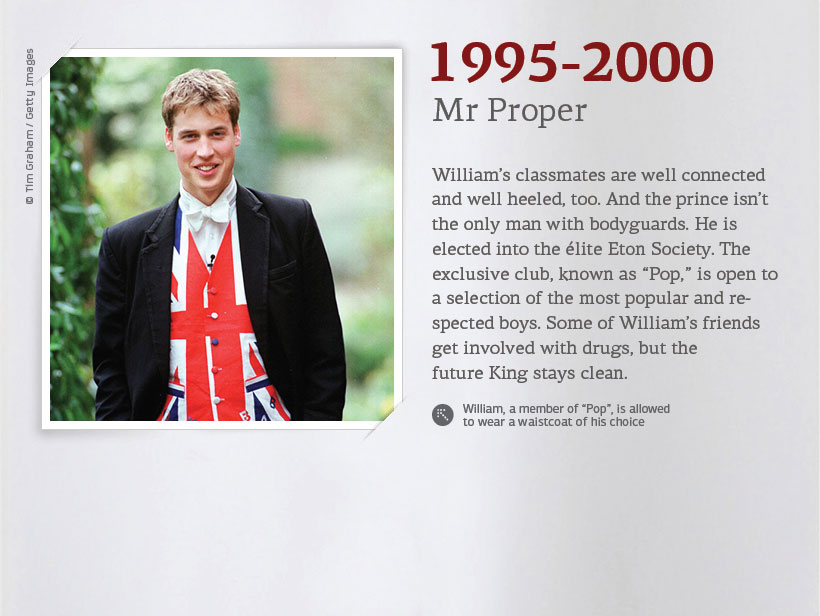 © Tim Graham / Getty Images
1995-2000
Mr Proper
William’s classmates are well connected
and well heeled, too. And the prince isn’t
the only man with bodyguards. He is
elected into the élite Eton Society. The
exclusive club, known as “Pop,” is open to
a selection of the most popular and re-
spected boys. Some of William’s friends
get involved with drugs, but the
future King stays clean.
William, a member of “Pop”, is allowed
to wear a waistcoat of his choice